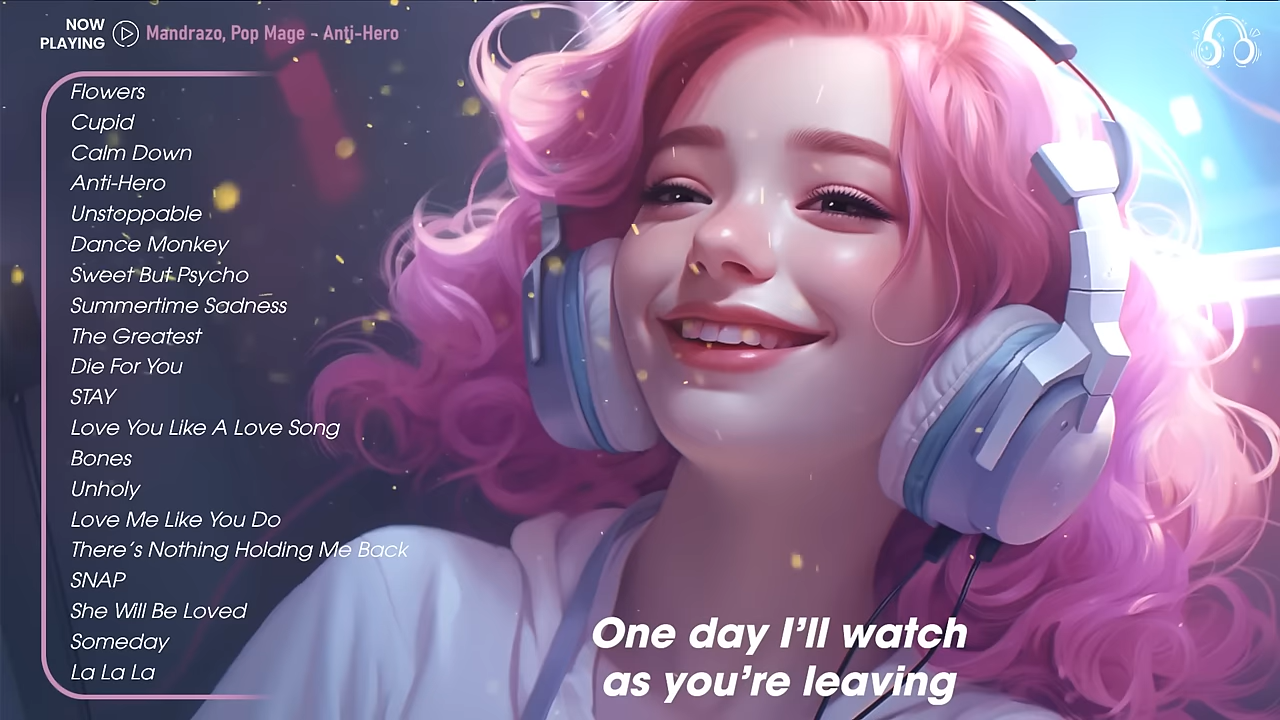 NOW
PLAYING
Mandrazo, Pop Mage - Anti-Hero
Flowers
Cupid
Calm Down
Anti-Hero
Unstoppable
Dance Monkey
Sweet But Psycho
Summertime Sadness
The Greatest
Die For You
STAY
Love You Like A Love Song
Bones
Unholy
Love Me Like You Do
There's Nothing Holding Me Back
SNAP
She Will Be Loved
Someday
La La La
One day I'll watch
as you're leaving